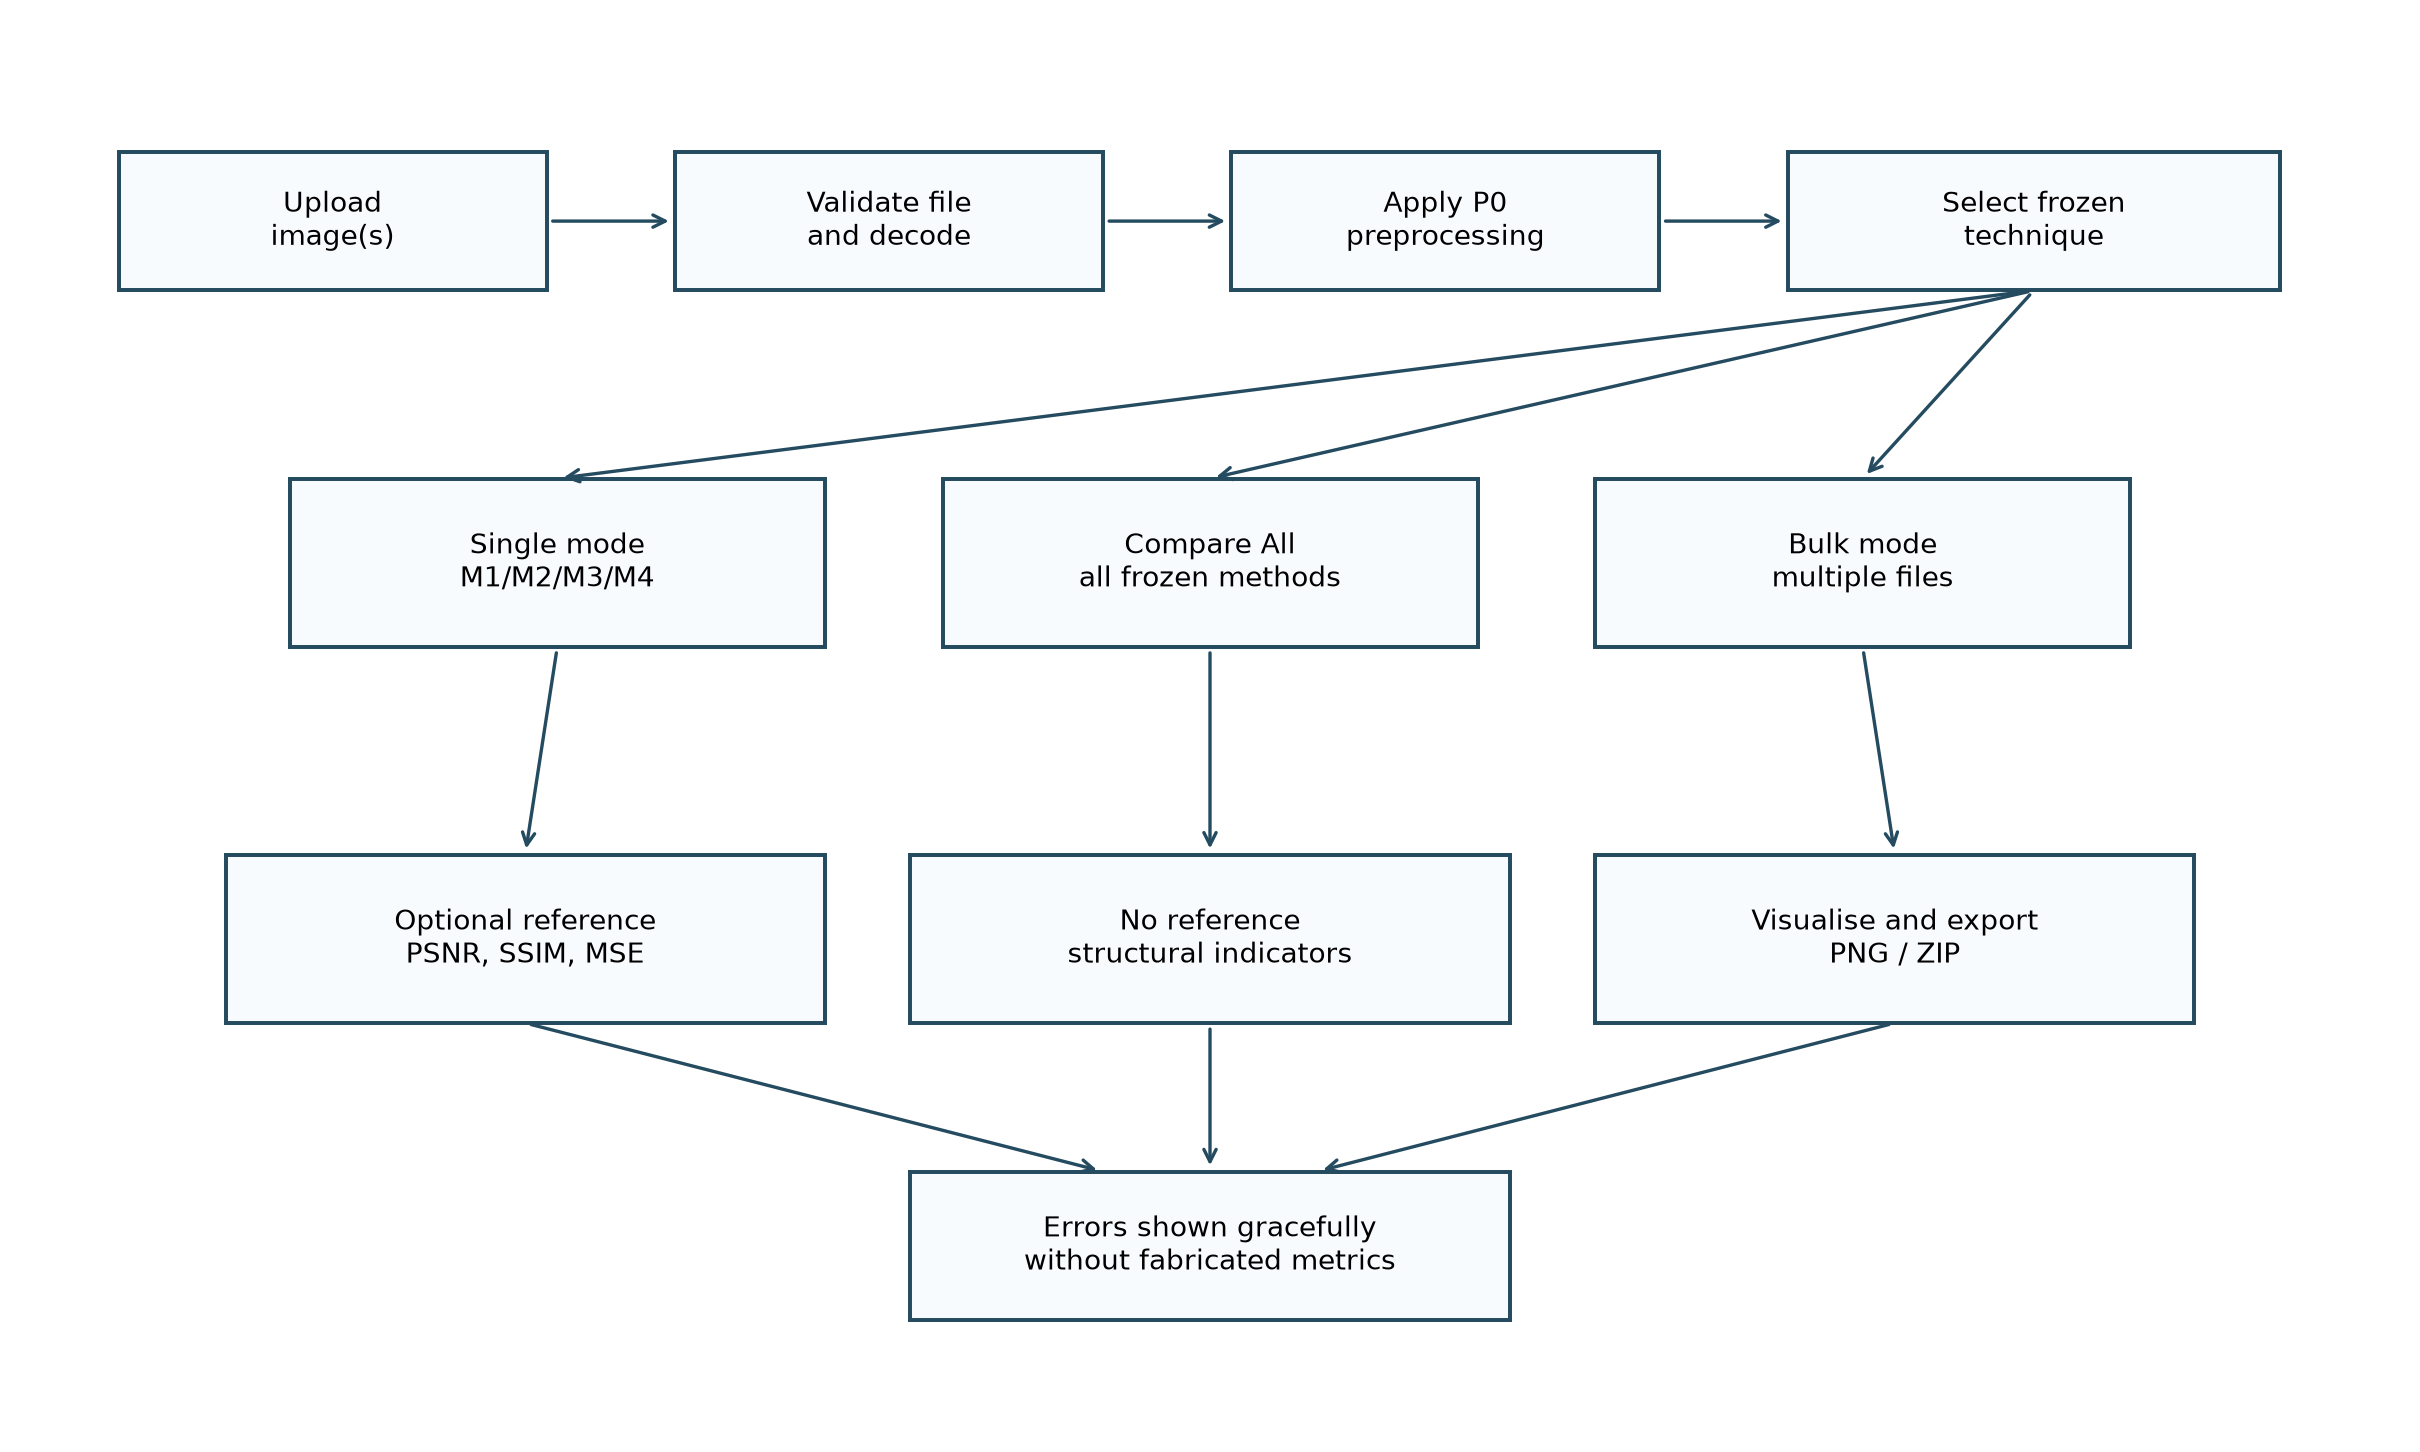 Upload
image(s)
Validate file
and decode
Apply P0
preprocessing
Select frozen
technique
Single mode
M1/M2/M3/M4
Compare All
all frozen methods
Bulk mode
multiple files
Optional reference
PSNR, SSIM, MSE
No reference
structural indicators
Visualise and export
PNG / ZIP
Errors shown gracefully
without fabricated metrics